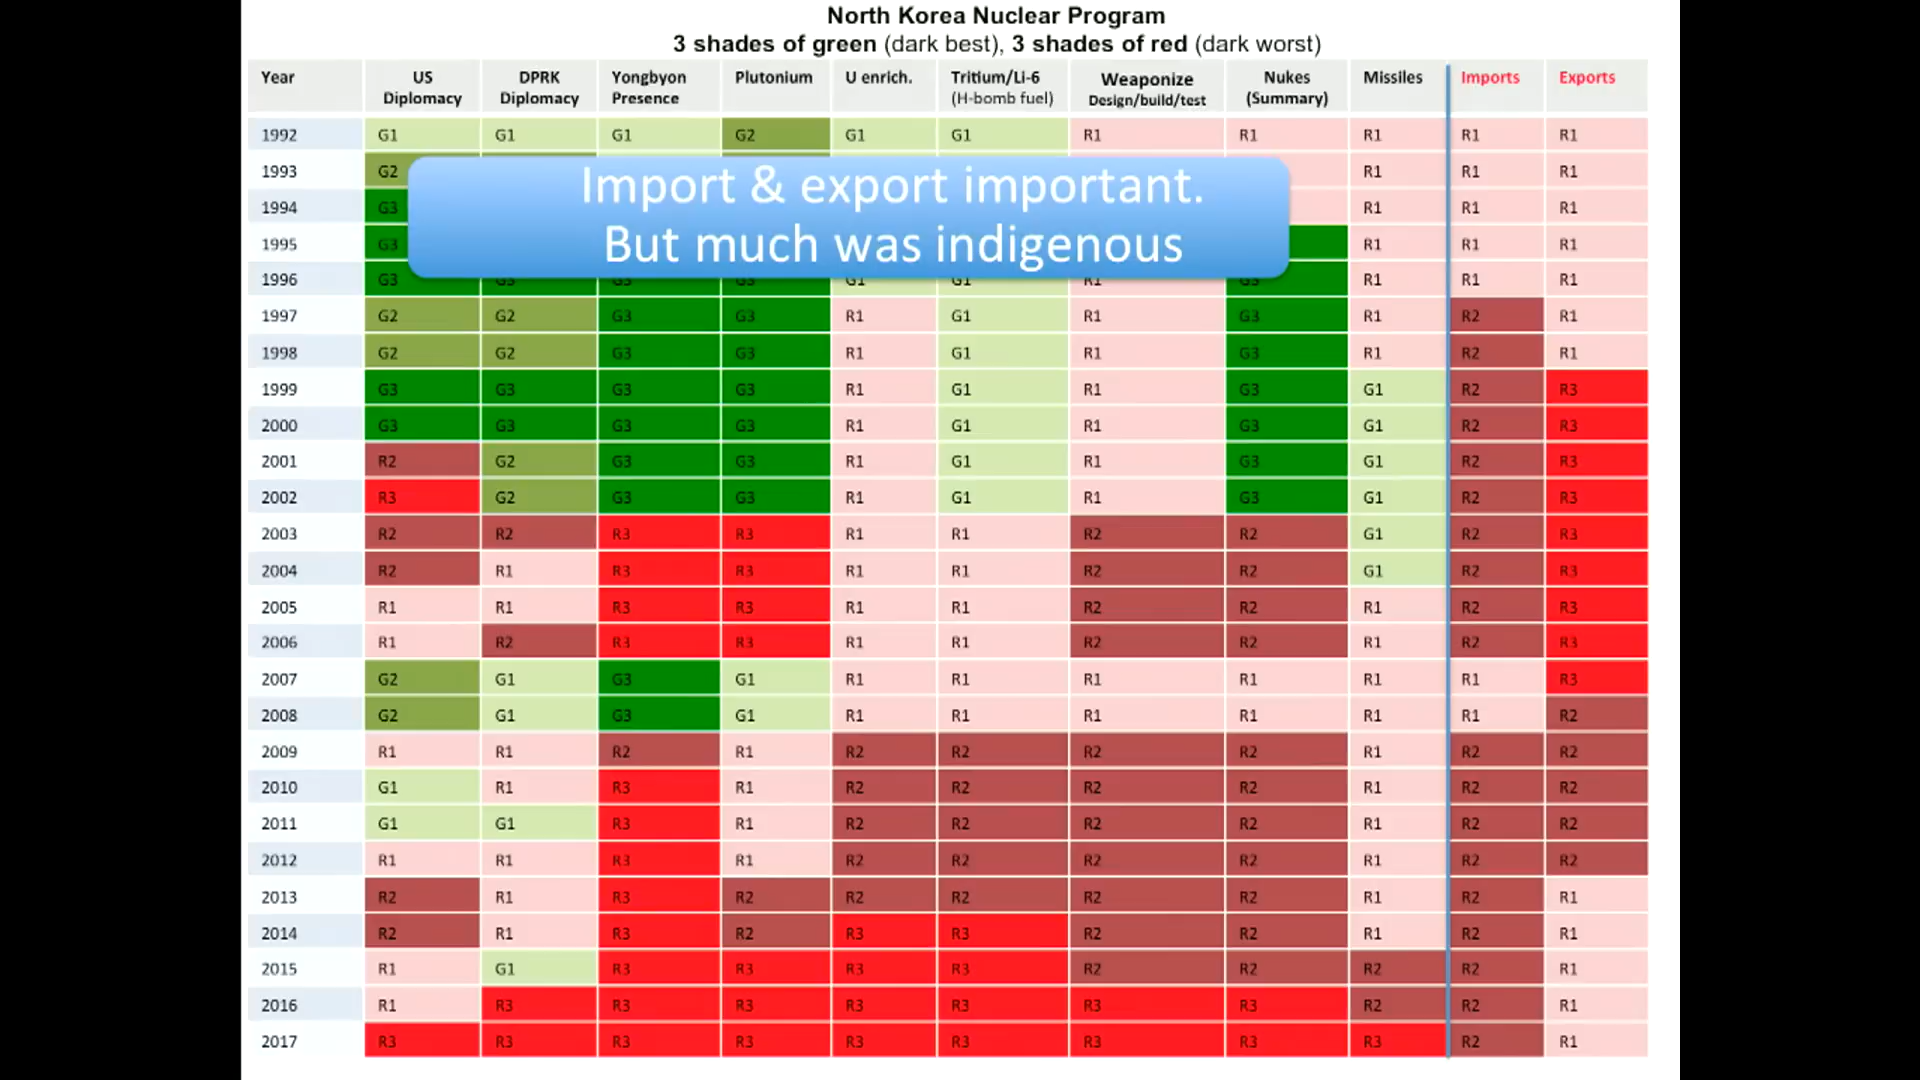 North Korea Nuclear Program
3 shades of green (dark best), 3 shades of red (dark worst)
Year US Diplomacy DPRK Diplomacy Yongbyon Presence Plutonium U enrich. Tritium/Li-6 (H-bomb fuel) Weaponize Design/build/test Nukes (Summary) Missiles Imports Exports
1992 G1 G1 G1 G2 G1 G1 R1 R1 R1 R1 R1
1993 G2 R1 R1 R1
1994 G3 R1 R1 R1
1995 G3 R1 R1 R1
Import & export important.
But much was indigenous
1996 G3 G3 G3 G3 G1 G1 R1 G3 R1 R1 R1
1997 G2 G2 G3 G3 R1 G1 R1 G3 R1 R2 R1
1998 G2 G2 G3 G3 R1 G1 R1 G3 R1 R2 R1
1999 G3 G3 G3 G3 R1 G1 R1 G3 G1 R2 R3
2000 G3 G3 G3 G3 R1 G1 R1 G3 G1 R2 R3
2001 R2 G2 G3 G3 R1 G1 R1 G3 G1 R2 R3
2002 R3 G2 G3 G3 R1 G1 R1 G3 G1 R2 R3
2003 R2 R2 R3 R3 R1 R1 R2 R2 G1 R2 R3
2004 R2 R1 R3 R3 R1 R1 R2 R2 G1 R2 R3
2005 R1 R1 R3 R3 R1 R1 R2 R2 R1 R2 R3
2006 R1 R2 R3 R3 R1 R1 R2 R2 R1 R2 R3
2007 G2 G1 G3 G1 R1 R1 R1 R1 R1 R1 R3
2008 G2 G1 G3 G1 R1 R1 R1 R1 R1 R1 R2
2009 R1 R1 R2 R1 R2 R2 R2 R2 R1 R2 R2
2010 G1 R1 R3 R1 R2 R2 R2 R2 R1 R2 R2
2011 G1 G1 R3 R1 R2 R2 R2 R2 R1 R2 R2
2012 R1 R1 R3 R1 R2 R2 R2 R2 R1 R2 R2
2013 R2 R1 R3 R2 R2 R2 R2 R2 R1 R2 R1
2014 R2 R1 R3 R2 R3 R3 R2 R2 R1 R2 R1
2015 R1 G1 R3 R3 R3 R3 R2 R2 R2 R2 R1
2016 R1 R3 R3 R3 R3 R3 R3 R3 R2 R2 R1
2017 R3 R3 R3 R3 R3 R3 R3 R3 R3 R2 R1